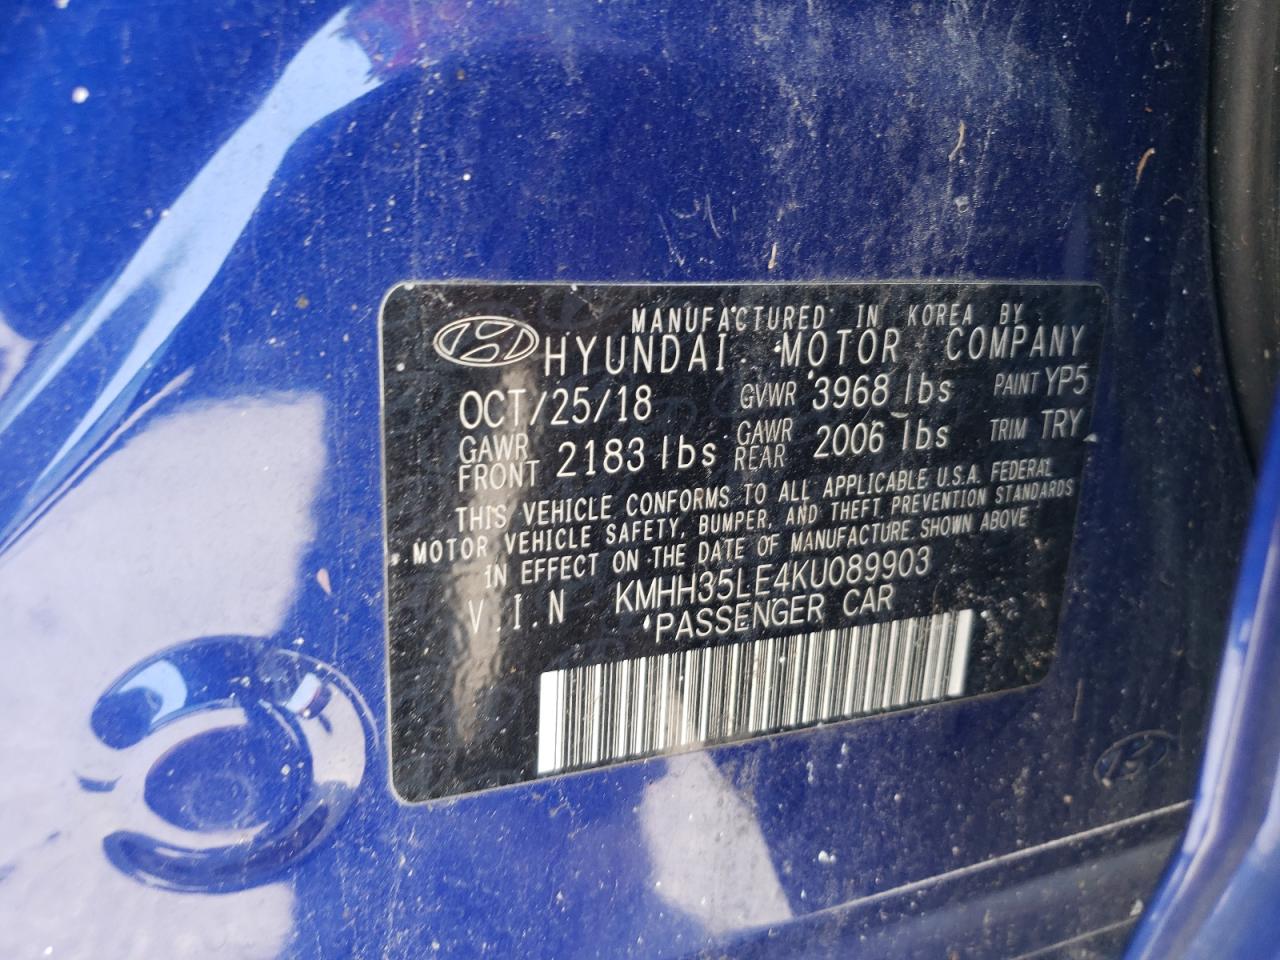 MANUFACTURED IN KOREA BY
HYUNDAI MOTOR COMPANY
OCT/25/18 GVWR 3968 lbs PAINT YP5
GAWR FRONT 2183 lbs GAWR REAR 2006 lbs TRIM TRY
THIS VEHICLE CONFORMS TO ALL APPLICABLE U.S.A. FEDERAL
MOTOR VEHICLE SAFETY, BUMPER, AND THEFT PREVENTION STANDARDS
IN EFFECT ON THE DATE OF MANUFACTURE SHOWN ABOVE
V.I.N KMHH35LE4KU089903
PASSENGER CAR